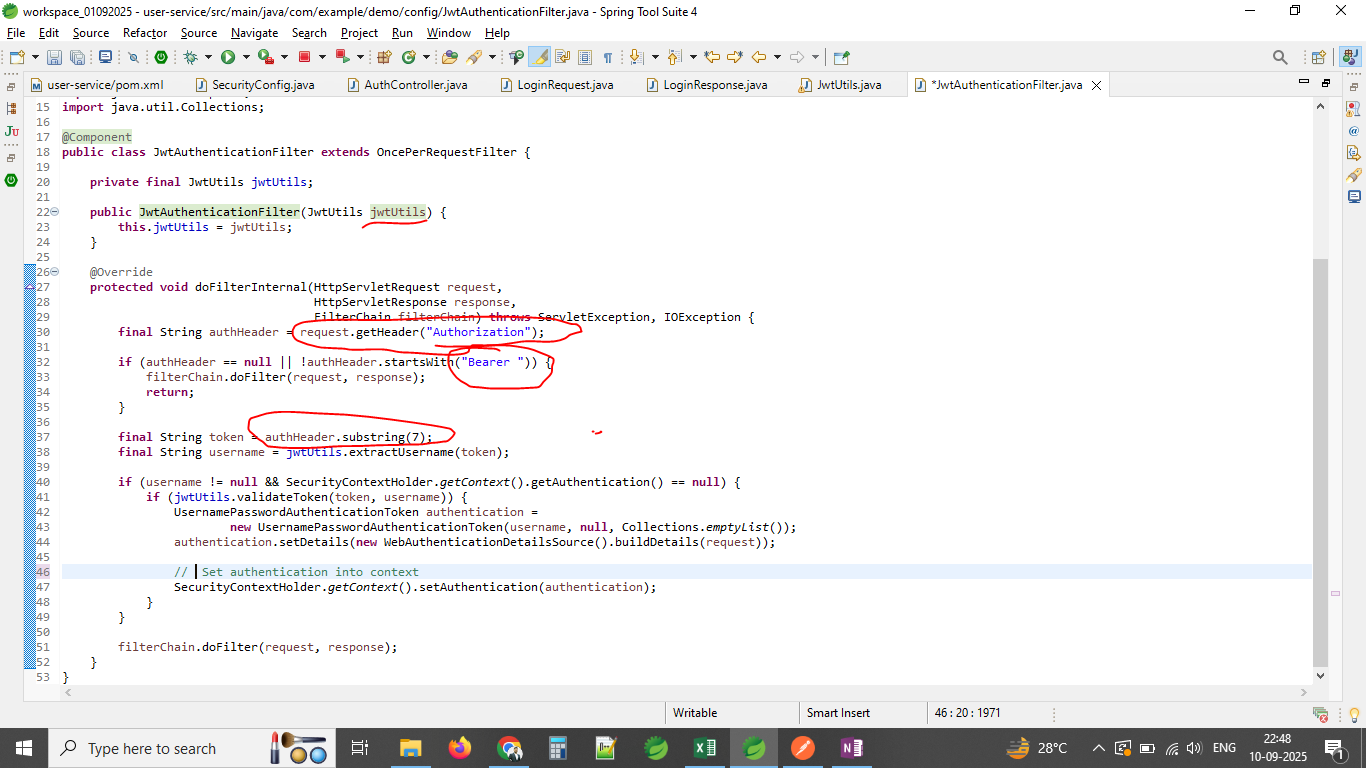 workspace_01092025 - user-service/src/main/java/com/example/demo/config/JwtAuthenticationFilter.java - Spring Tool Suite 4
File Edit Source Refactor Source Navigate Search Project Run Window Help
user-service/pom.xml SecurityConfig.java AuthController.java LoginRequest.java LoginResponse.java JwtUtils.java *JwtAuthenticationFilter.java
15 import java.util.Collections;
16
17 @Component
18 public class JwtAuthenticationFilter extends OncePerRequestFilter {
19
20 private final JwtUtils jwtUtils;
21
22 public JwtAuthenticationFilter(JwtUtils jwtUtils) {
23 this.jwtUtils = jwtUtils;
24 }
25
26 @Override
27 protected void doFilterInternal(HttpServletRequest request,
28 HttpServletResponse response,
29 FilterChain filterChain) throws ServletException, IOException {
30 final String authHeader = request.getHeader("Authorization");
31
32 if (authHeader == null || !authHeader.startsWith("Bearer ")) {
33 filterChain.doFilter(request, response);
34 return;
35 }
36
37 final String token = authHeader.substring(7);
38 final String username = jwtUtils.extractUsername(token);
39
40 if (username != null && SecurityContextHolder.getContext().getAuthentication() == null) {
41 if (jwtUtils.validateToken(token, username)) {
42 UsernamePasswordAuthenticationToken authentication =
43 new UsernamePasswordAuthenticationToken(username, null, Collections.emptyList());
44 authentication.setDetails(new WebAuthenticationDetailsSource().buildDetails(request));
45
46 // Set authentication into context
47 SecurityContextHolder.getContext().setAuthentication(authentication);
48 }
49 }
50
51 filterChain.doFilter(request, response);
52 }
53 }
Writable Smart Insert 46 : 20 : 1971
Type here to search 28°C ENG 22:48
10-09-2025 1